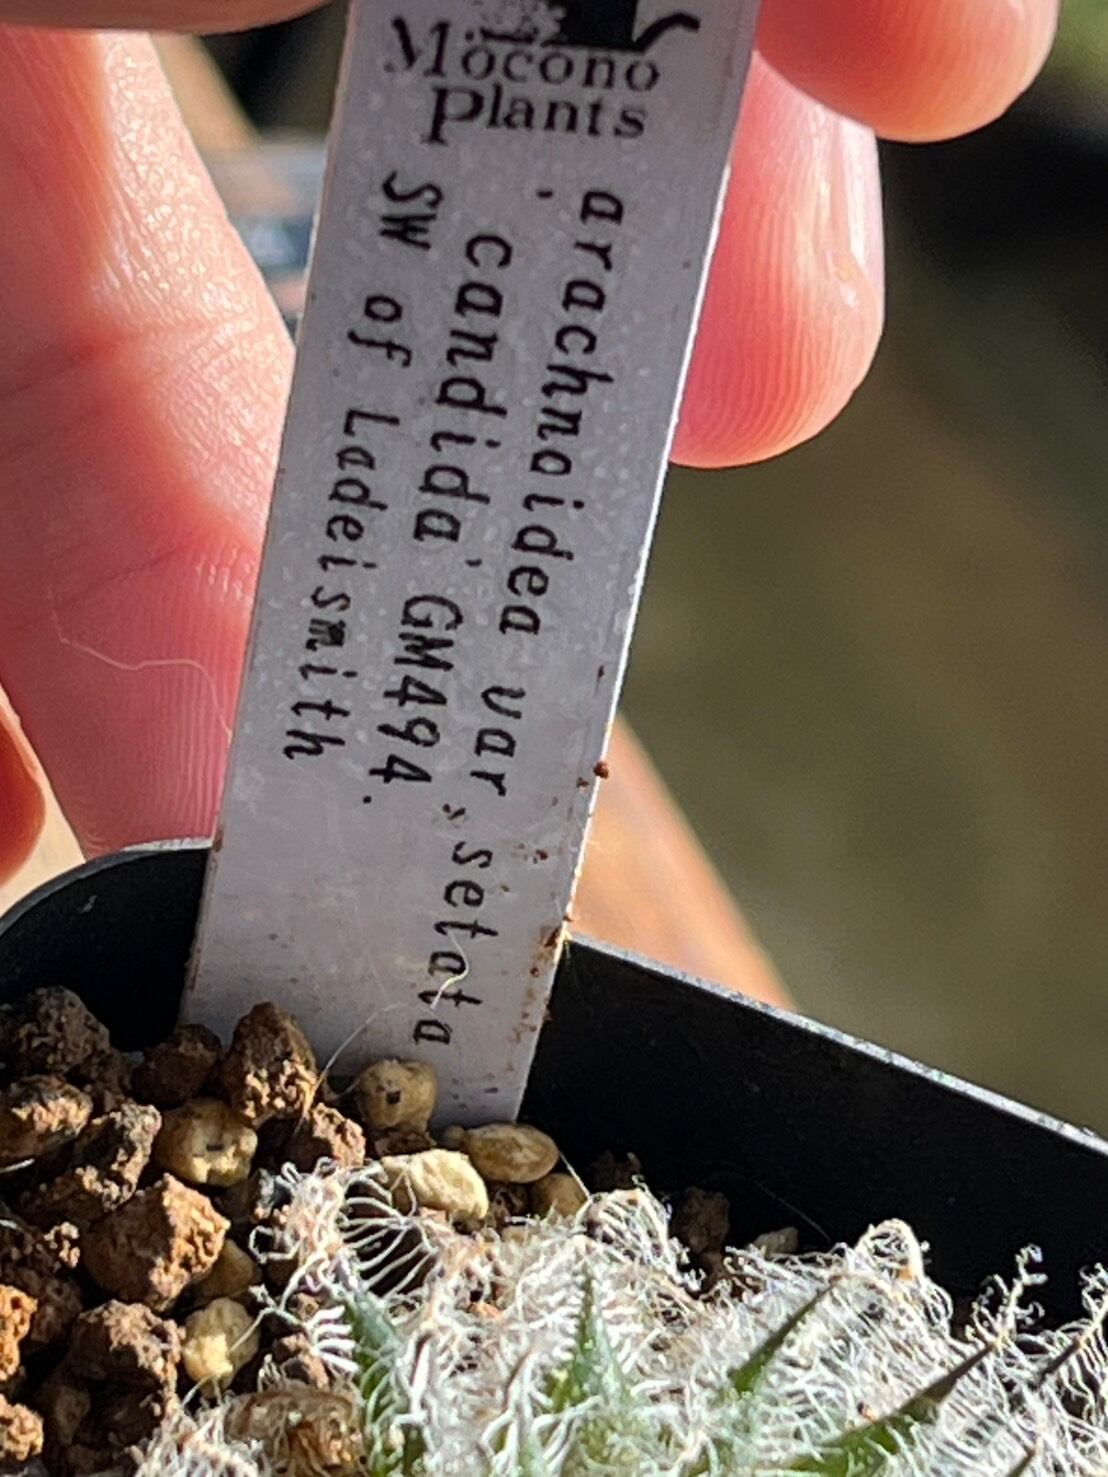 Mocono
Plants
arachnoidea var.setata
'candida' GM494.
SW of Ladeismith